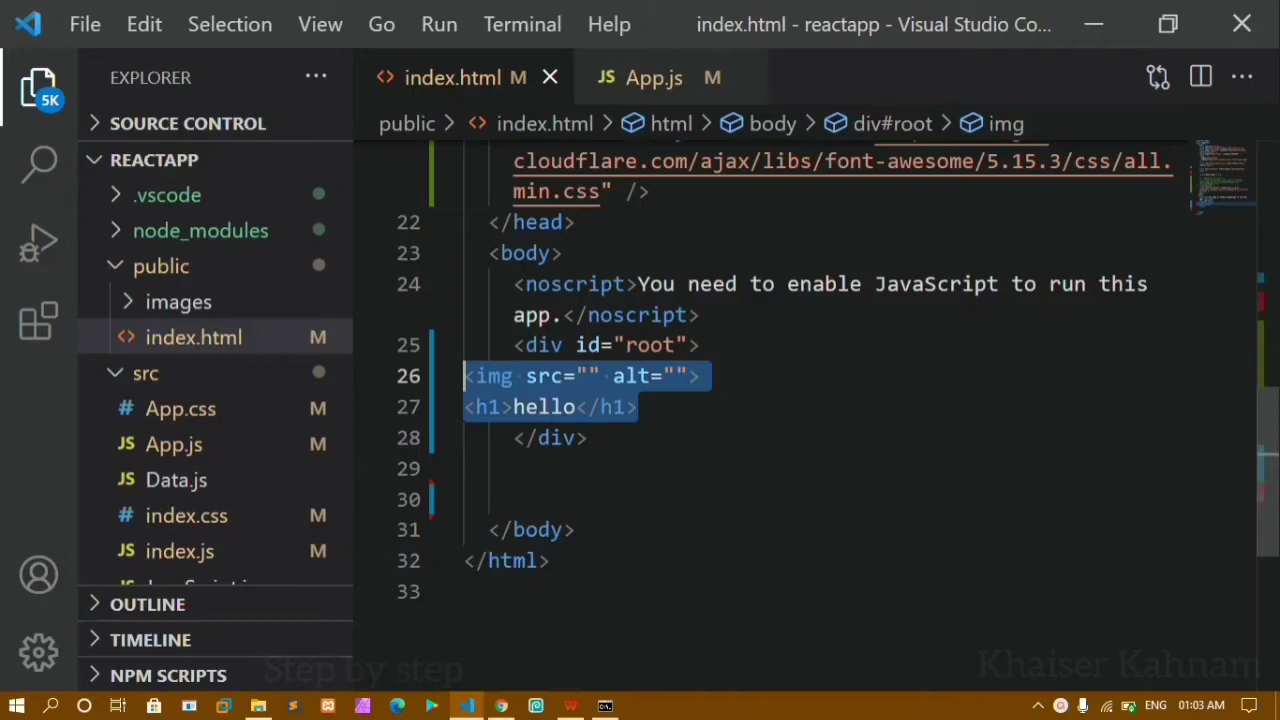 File Edit Selection View Go Run Terminal Help index.html - reactapp - Visual Studio Co...
5K
EXPLORER
SOURCE CONTROL
REACTAPP
.vscode
node_modules
public
images
index.html M
src
App.css M
JS App.js M
JS Data.js
# index.css M
JS index.js M
OUTLINE
TIMELINE
NPM SCRIPTS
index.html M
JS App.js M
public > html > body > div#root > img
cloudflare.com/ajax/libs/font-awesome/5.15.3/css/all.
min.css" />
22 </head>
23 <body>
24 <noscript>You need to enable JavaScript to run this
app.</noscript>
25 <div id="root">
26 <img src="" alt="">
27 <h1>hello</h1>
28 </div>
29
30
31 </body>
32 </html>
33
Step by step
Khaiser Kahnam
ENG 01:03 AM